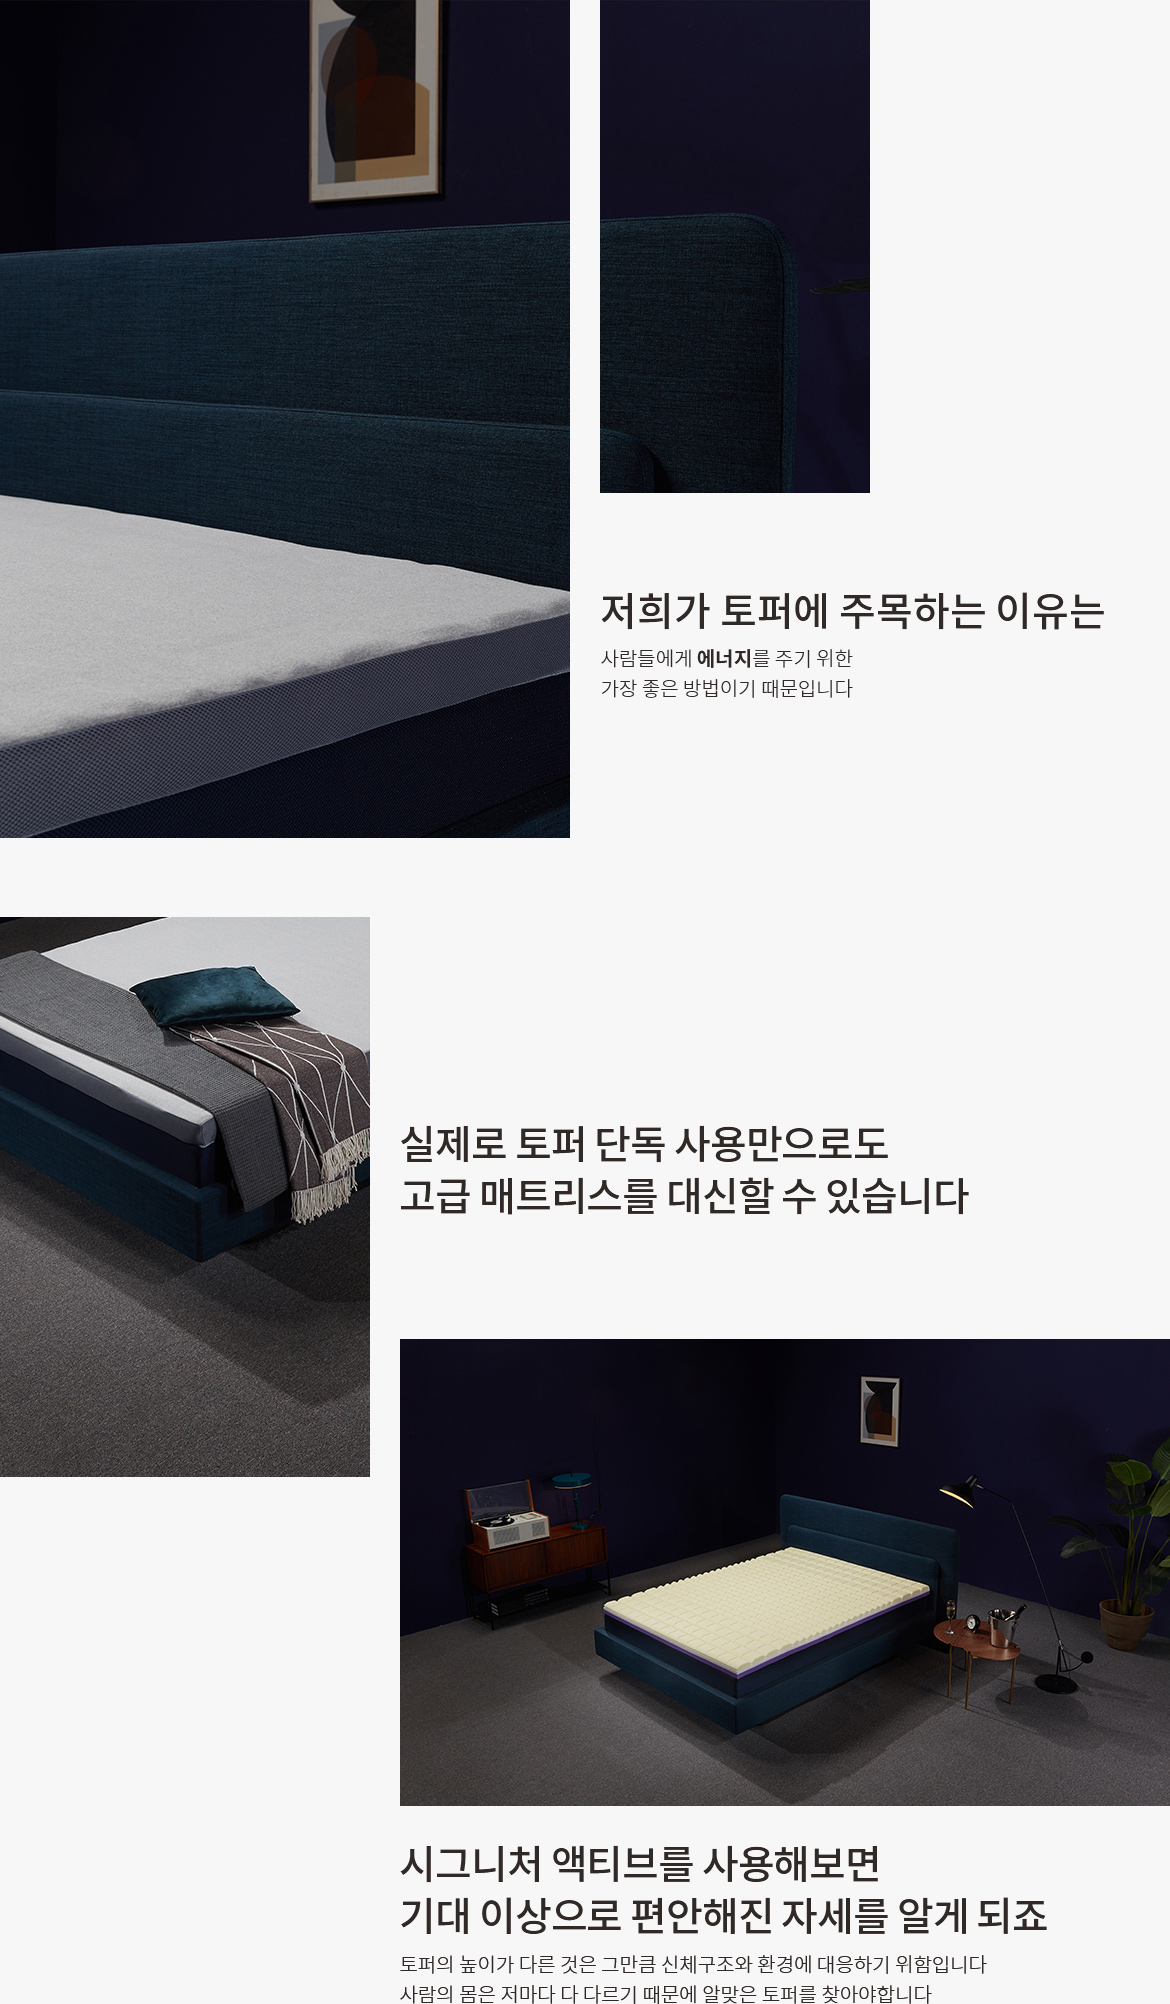 저희가 토퍼에 주목하는 이유는
사람들에게 에너지를 주기 위한
가장 좋은 방법이기 때문입니다
실제로 토퍼 단독 사용만으로도
고급 매트리스를 대신할 수 있습니다
시그니처 액티브를 사용해보면
기대 이상으로 편안해진 자세를 알게 되죠
토퍼의 높이가 다른 것은 그만큼 신체구조와 환경에 대응하기 위함입니다
사람의 몸은 저마다 다 다르기 때문에 알맞은 토퍼를 찾아야합니다